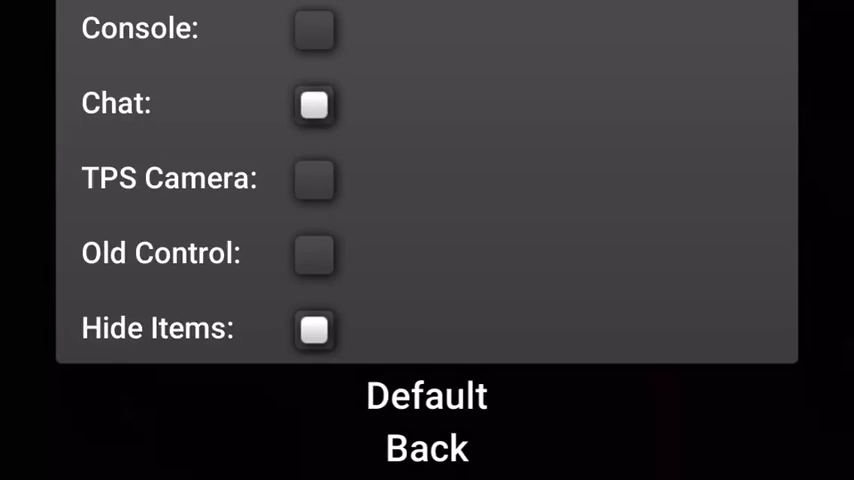 Console:
Chat:
TPS Camera:
Old Control:
Hide Items:
Default
Back